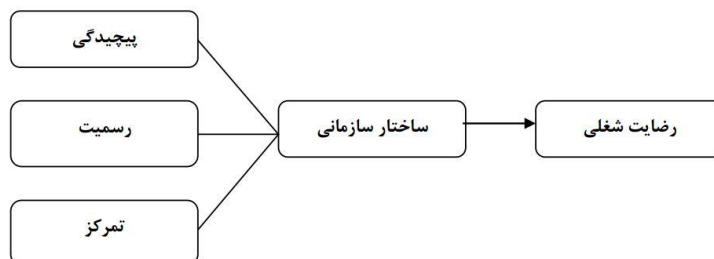 پیچیدگی
رسمیت
تمرکز
ساختار سازمانی
رضایت شغلی